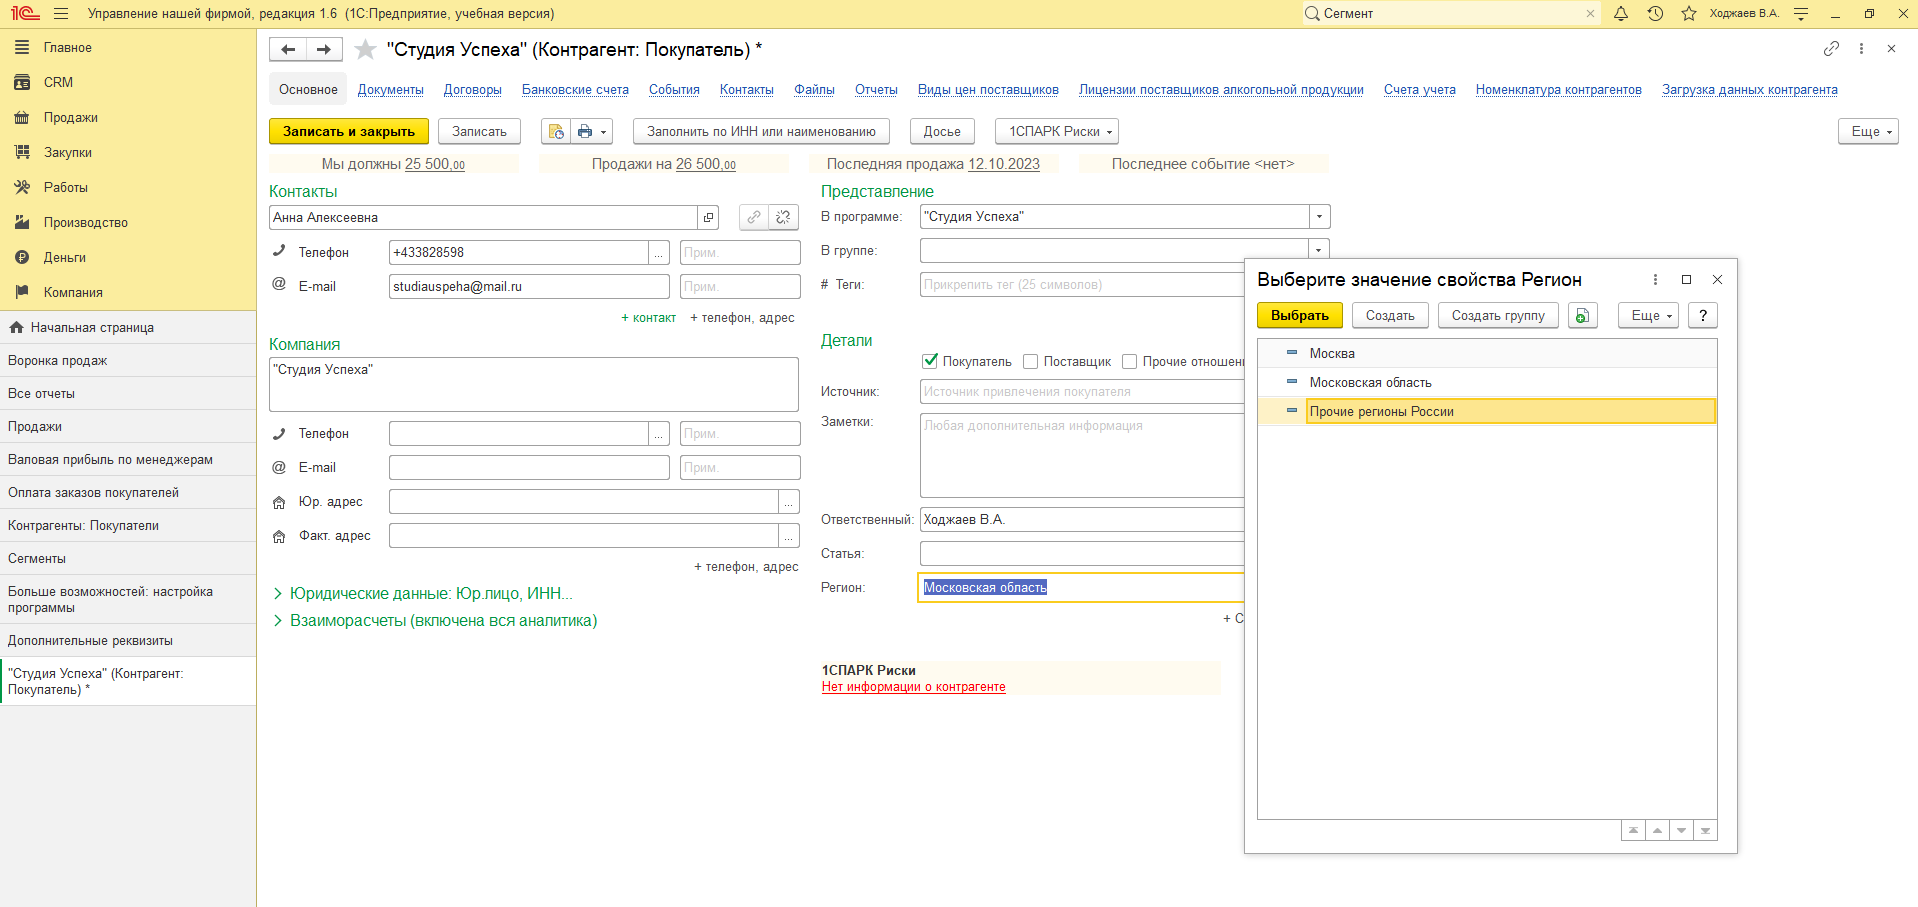 1С Управление нашей фирмой, редакция 1.6 (1С:Предприятие, учебная версия) Сегмент Ходжаев В.А.
Главное
CRM
Продажи
Закупки
Работы
Производство
Деньги
Компания
Начальная страница
Воронка продаж
Все отчеты
Продажи
Валовая прибыль по менеджерам
Оплата заказов покупателей
Контрагенты: Покупатели
Сегменты
Больше возможностей: настройка
программы
Дополнительные реквизиты
"Студия Успеха" (Контрагент:
Покупатель) *
"Студия Успеха" (Контрагент: Покупатель) *
Основное Документы Договоры Банковские счета События Контакты Файлы Отчеты Виды цен поставщиков Лицензии поставщиков алкогольной продукции Счета учета Номенклатура контрагентов Загрузка данных контрагента
Записать и закрыть Записать Заполнить по ИНН или наименованию Досье 1СПАРК Риски Еще
Мы должны 25 500,00 Продажи на 26 500,00 Последняя продажа 12.10.2023 Последнее событие <нет>
Контакты
Анна Алексеевна
Телефон +433828598 ... Прим.
@ E-mail studiauspeha@mail.ru Прим.
+ контакт + телефон, адрес
Компания
"Студия Успеха"
Телефон ... Прим.
@ E-mail Прим.
Юр. адрес ...
Факт. адрес ...
+ телефон, адрес
Юридические данные: Юр.лицо, ИНН...
Взаиморасчеты (включена вся аналитика)
Представление
В программе: "Студия Успеха"
В группе:
# Теги: Прикрепить тег (25 символов)
Детали
Покупатель Поставщик Прочие отношен
Источник: Источник привлечения покупателя
Заметки: Любая дополнительная информация
Ответственный: Ходжаев В.А.
Статья:
Регион: Московская область
+ С
1СПАРК Риски
Нет информации о контрагенте
Выберите значение свойства Регион
Выбрать Создать Создать группу Еще ?
Москва
Московская область
Прочие регионы России